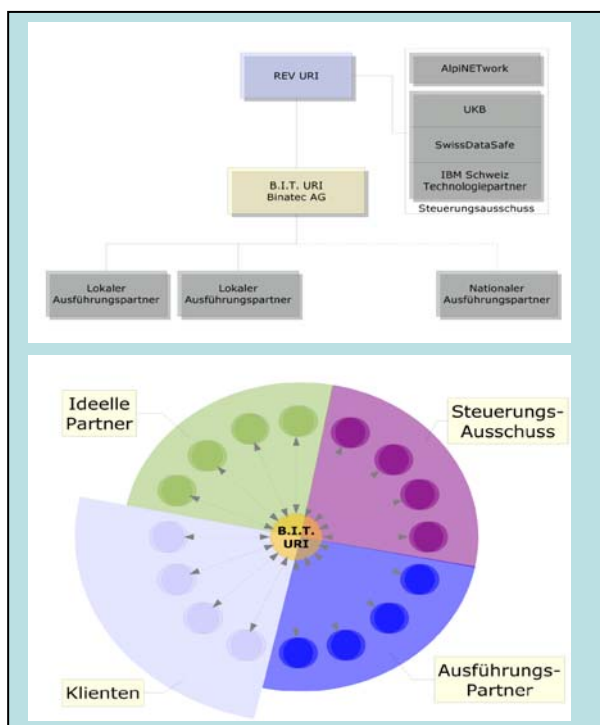 REV URI
AlpiNETwork
UKB
SwissDataSafe
IBM Schweiz
Technologiepartner
Steuerungsausschuss
B.I.T. URI
Binatec AG
Lokaler
Ausführungspartner
Lokaler
Ausführungspartner
Nationaler
Ausführungspartner
Ideelle
Partner
Steuerungs-
Ausschuss
B.I.T.
URI
Klienten
Ausführungs-
Partner